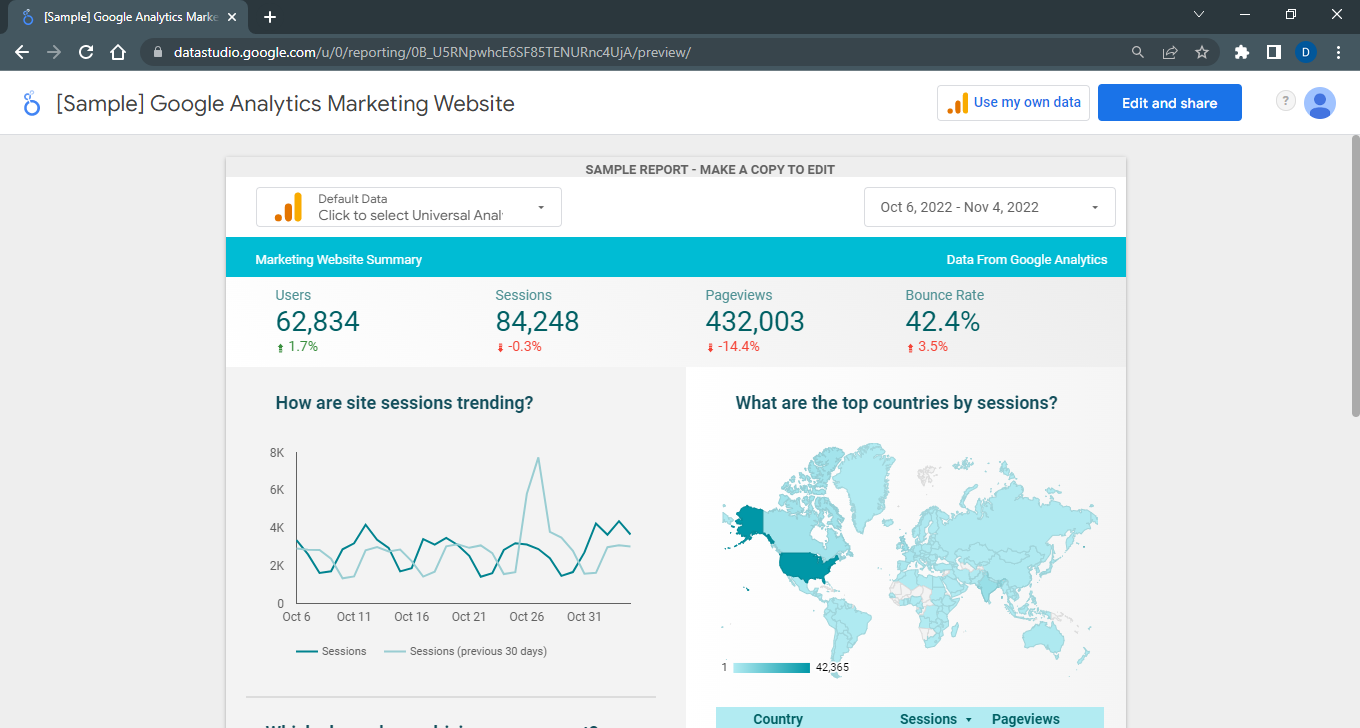 [Sample] Google Analytics Marke
datastudio.google.com/u/0/reporting/0B_U5RNpwhcE6SF85TENURnc4UjA/preview/
D
[Sample] Google Analytics Marketing Website
Use my own data
Edit and share
?
SAMPLE REPORT - MAKE A COPY TO EDIT
Default Data
Click to select Universal Anal
Oct 6, 2022 - Nov 4, 2022
Marketing Website Summary
Data From Google Analytics
Users
62,834
1.7%
Sessions
84,248
-0.3%
Pageviews
432,003
-14.4%
Bounce Rate
42.4%
3.5%
How are site sessions trending?
8K
6K
4K
2K
0
Oct 6 Oct 11 Oct 16 Oct 21 Oct 26 Oct 31
Sessions Sessions (previous 30 days)
What are the top countries by sessions?
1 42,365
Country Sessions Pageviews